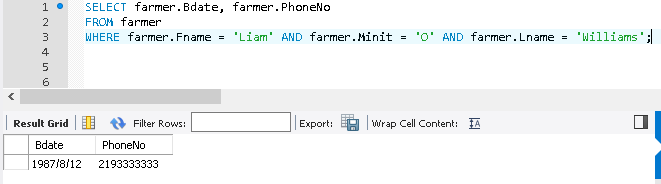 1 SELECT farmer.Bdate, farmer.PhoneNo
2 FROM farmer
3 WHERE farmer.Fname = 'Liam' AND farmer.Minit = 'O' AND farmer.Lname = 'Williams';
4
5
6
Result Grid Filter Rows: Export: Wrap Cell Content: IA
Bdate PhoneNo
1987/8/12 2193333333